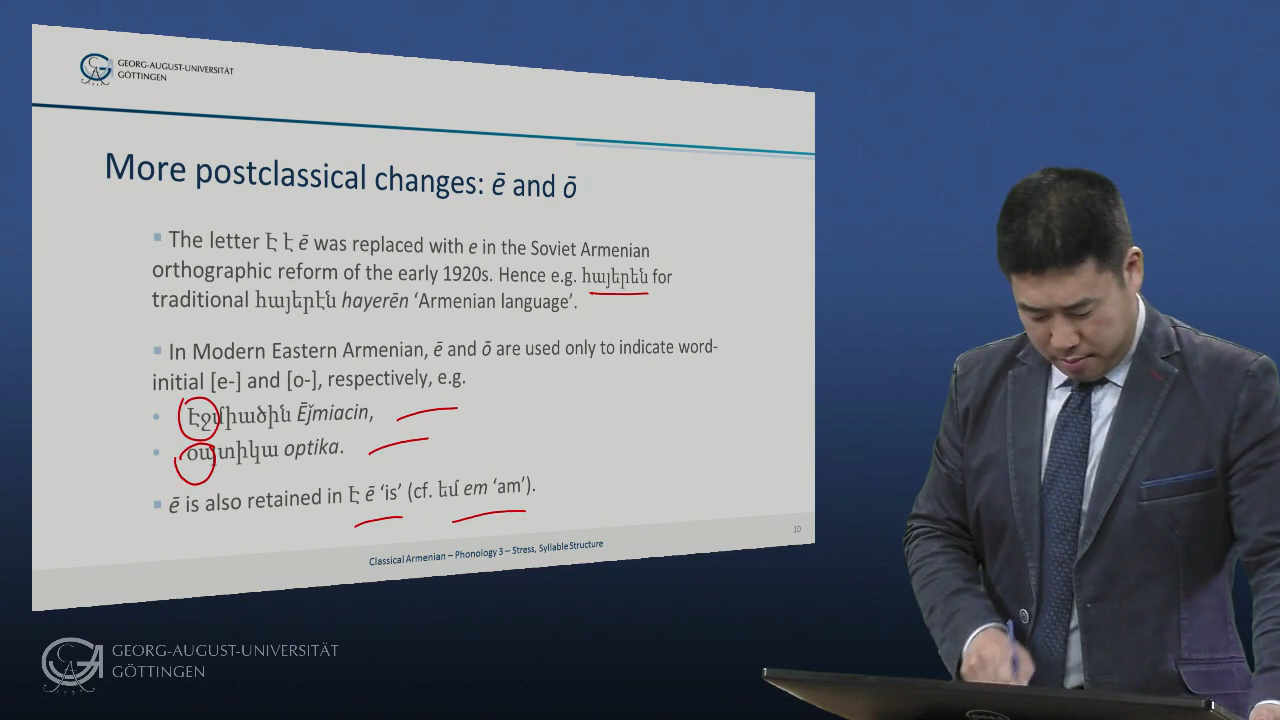 GEORG-AUGUST-UNIVERSITÄT
GÖTTINGEN
More postclassical changes: ē and ō
▪ The letter Է է ē was replaced with e in the Soviet Armenian
orthographic reform of the early 1920s. Hence e.g. հայերեն for
traditional հայերէն hayerēn ‘Armenian language’.
▪ In Modern Eastern Armenian, ē and ō are used only to indicate word-
initial [e-] and [o-], respectively, e.g.
• Էջմիածին Ēǰmiacin,
• օպտիկա optika.
▪ ē is also retained in է ē ‘is’ (cf. եմ em ‘am’).
10
Classical Armenian – Phonology 3 – Stress, Syllable Structure
GEORG-AUGUST-UNIVERSITÄT
GÖTTINGEN